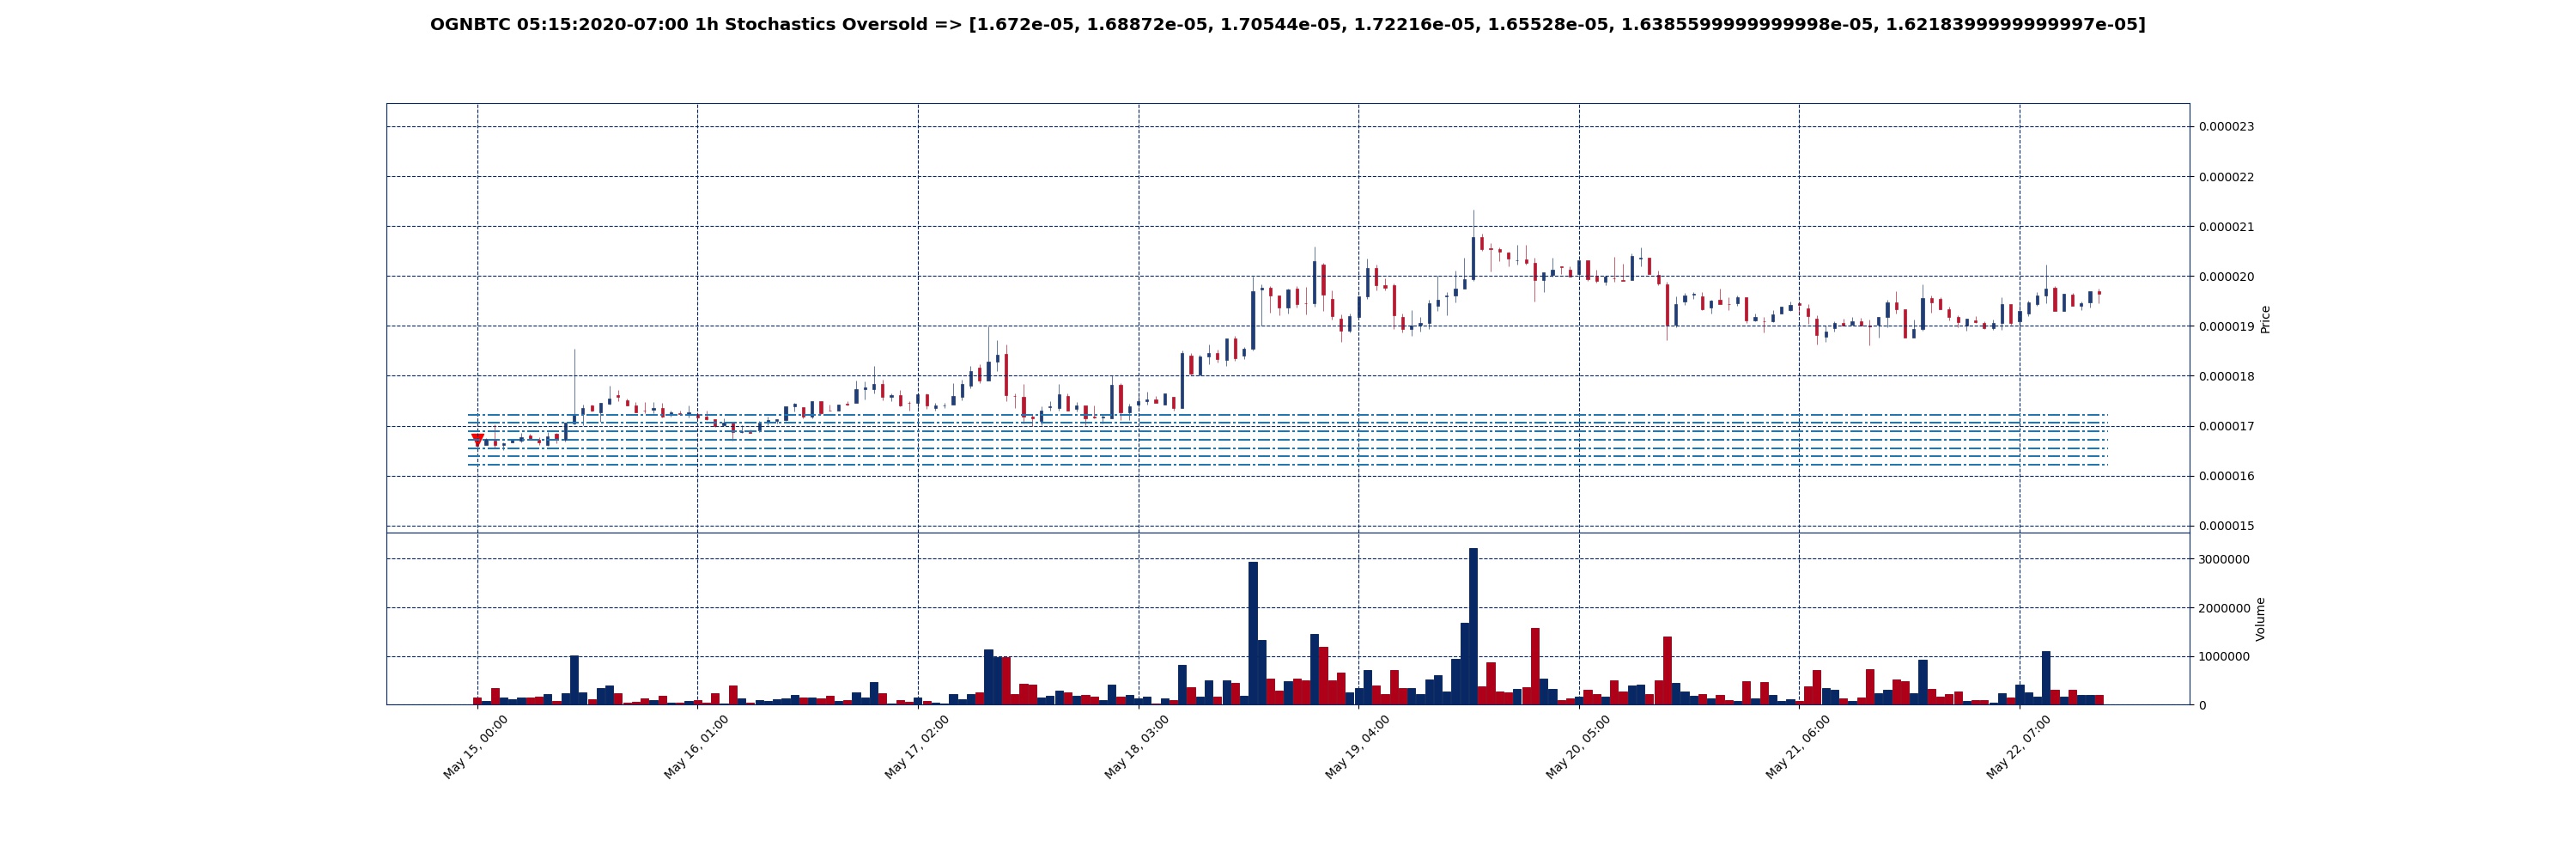 OGNBTC 05:15:2020-07:00 1h Stochastics Oversold => [1.672e-05, 1.68872e-05, 1.70544e-05, 1.72216e-05, 1.65528e-05, 1.6385599999999998e-05, 1.6218399999999997e-05]
0.000023
0.000022
0.000021
0.000020
0.000019
0.000018
0.000017
0.000016
0.000015
Price
3000000
2000000
1000000
0
Volume
May 15, 00:00
May 16, 01:00
May 17, 02:00
May 18, 03:00
May 19, 04:00
May 20, 05:00
May 21, 06:00
May 22, 07:00